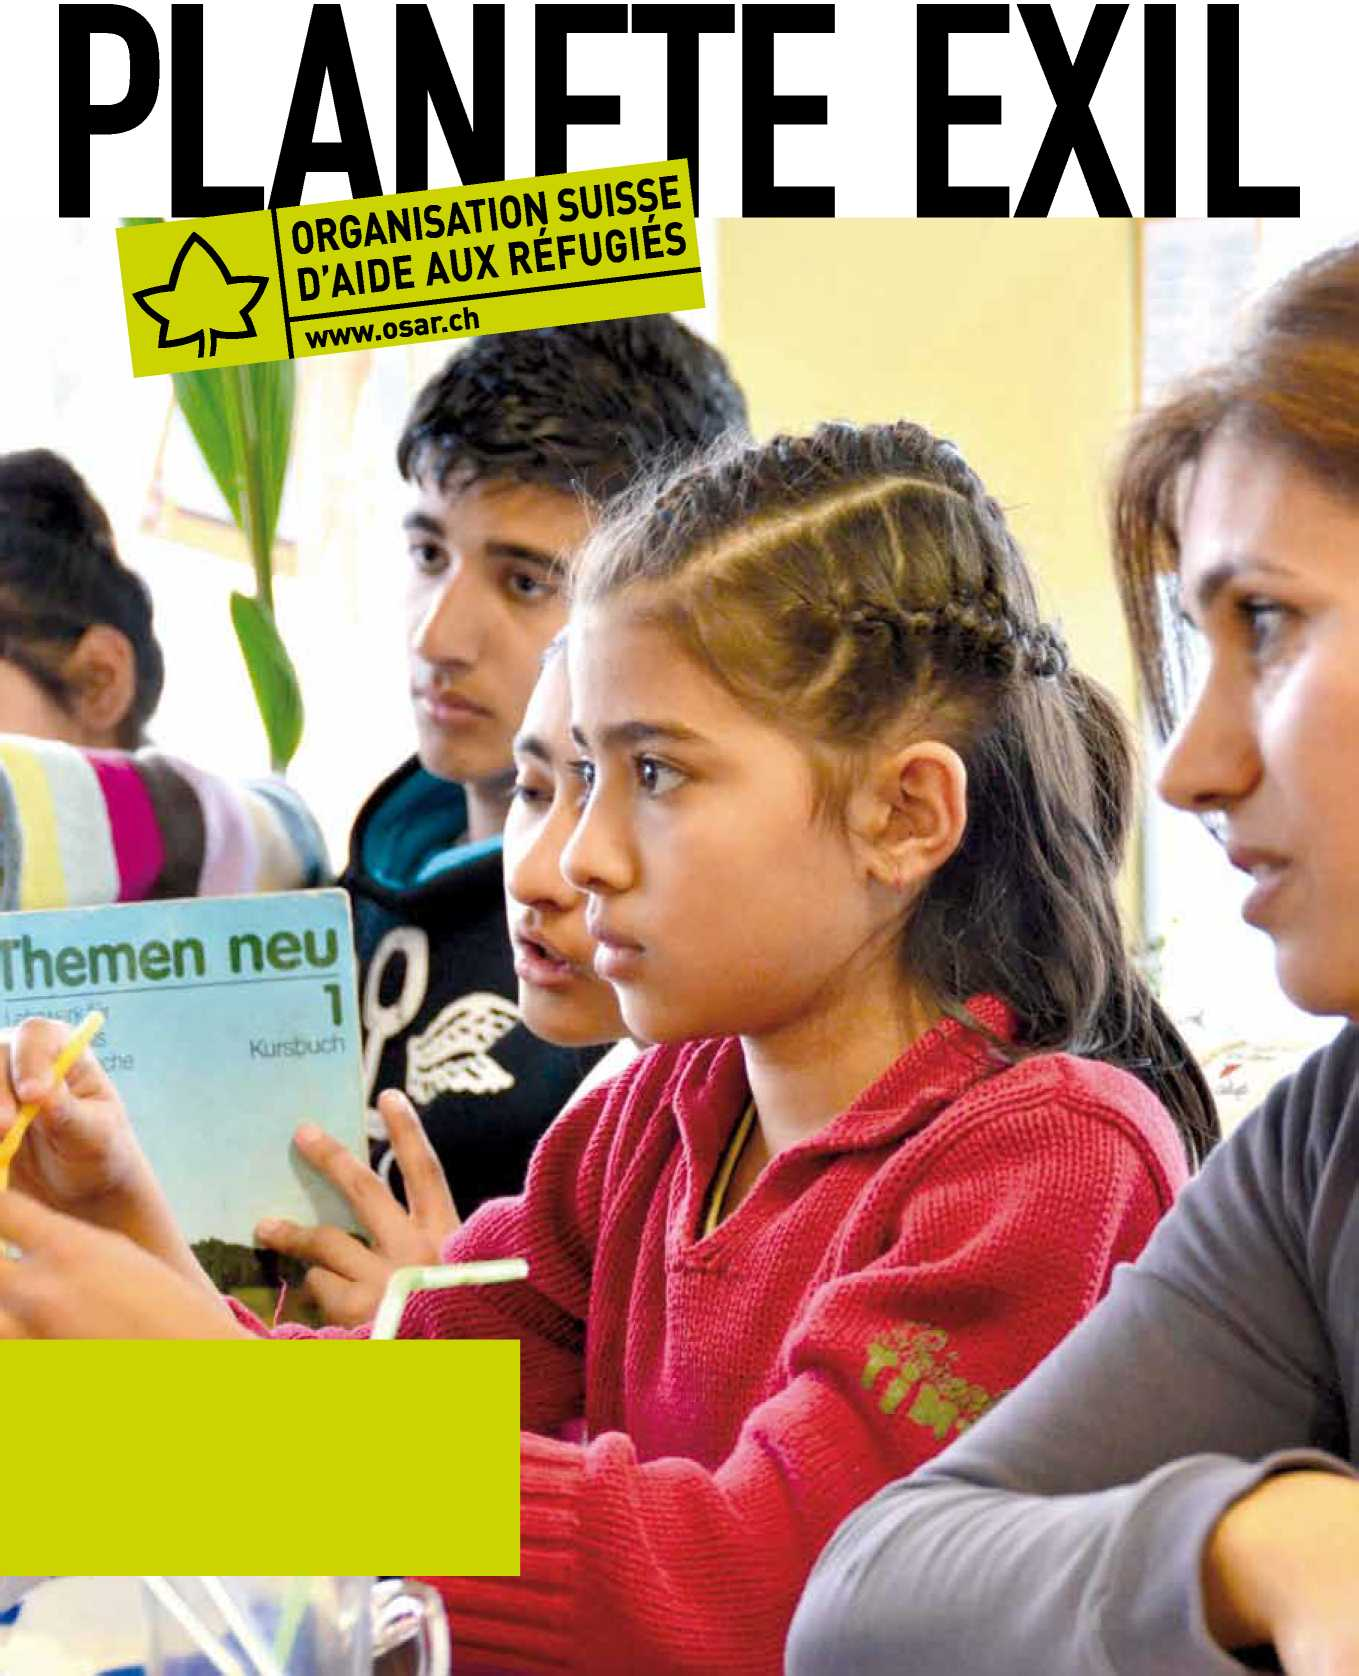 PLANETE EXIL
ORGANISATION SUISSE
D'AIDE AUX RÉFUGIÉS
www.osar.ch
Themen neu
1
Kursbuch